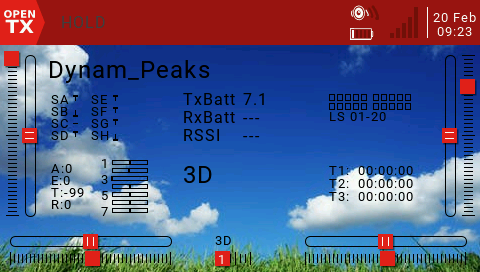 OPEN
TX
HOLD
20 Feb
09:23
Dynam_Peaks
SA SE
SB SF
SC SG
SD SH
TxBatt 7.1
RxBatt ---
RSSI ---
LS 01-20
A:0
E:0
T:-99
R:0
1
3
5
7
3D
T1: 00:00:00
T2: 00:00:00
T3: 00:00:00
3D
1